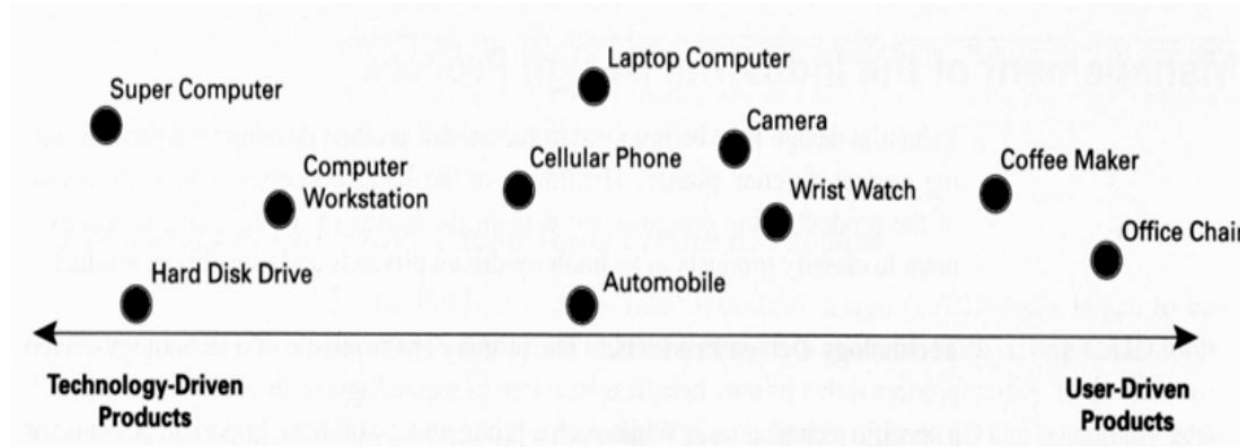 Laptop Computer
Super Computer
Camera
Computer
Workstation
Cellular Phone
Coffee Maker
Wrist Watch
Office Chair
Hard Disk Drive
Automobile
Technology-Driven
Products
User-Driven
Products